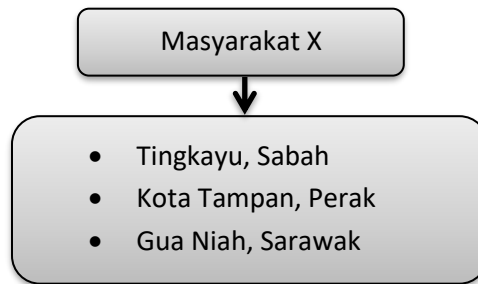 Masyarakat X
• Tingkayu, Sabah
• Kota Tampan, Perak
• Gua Niah, Sarawak